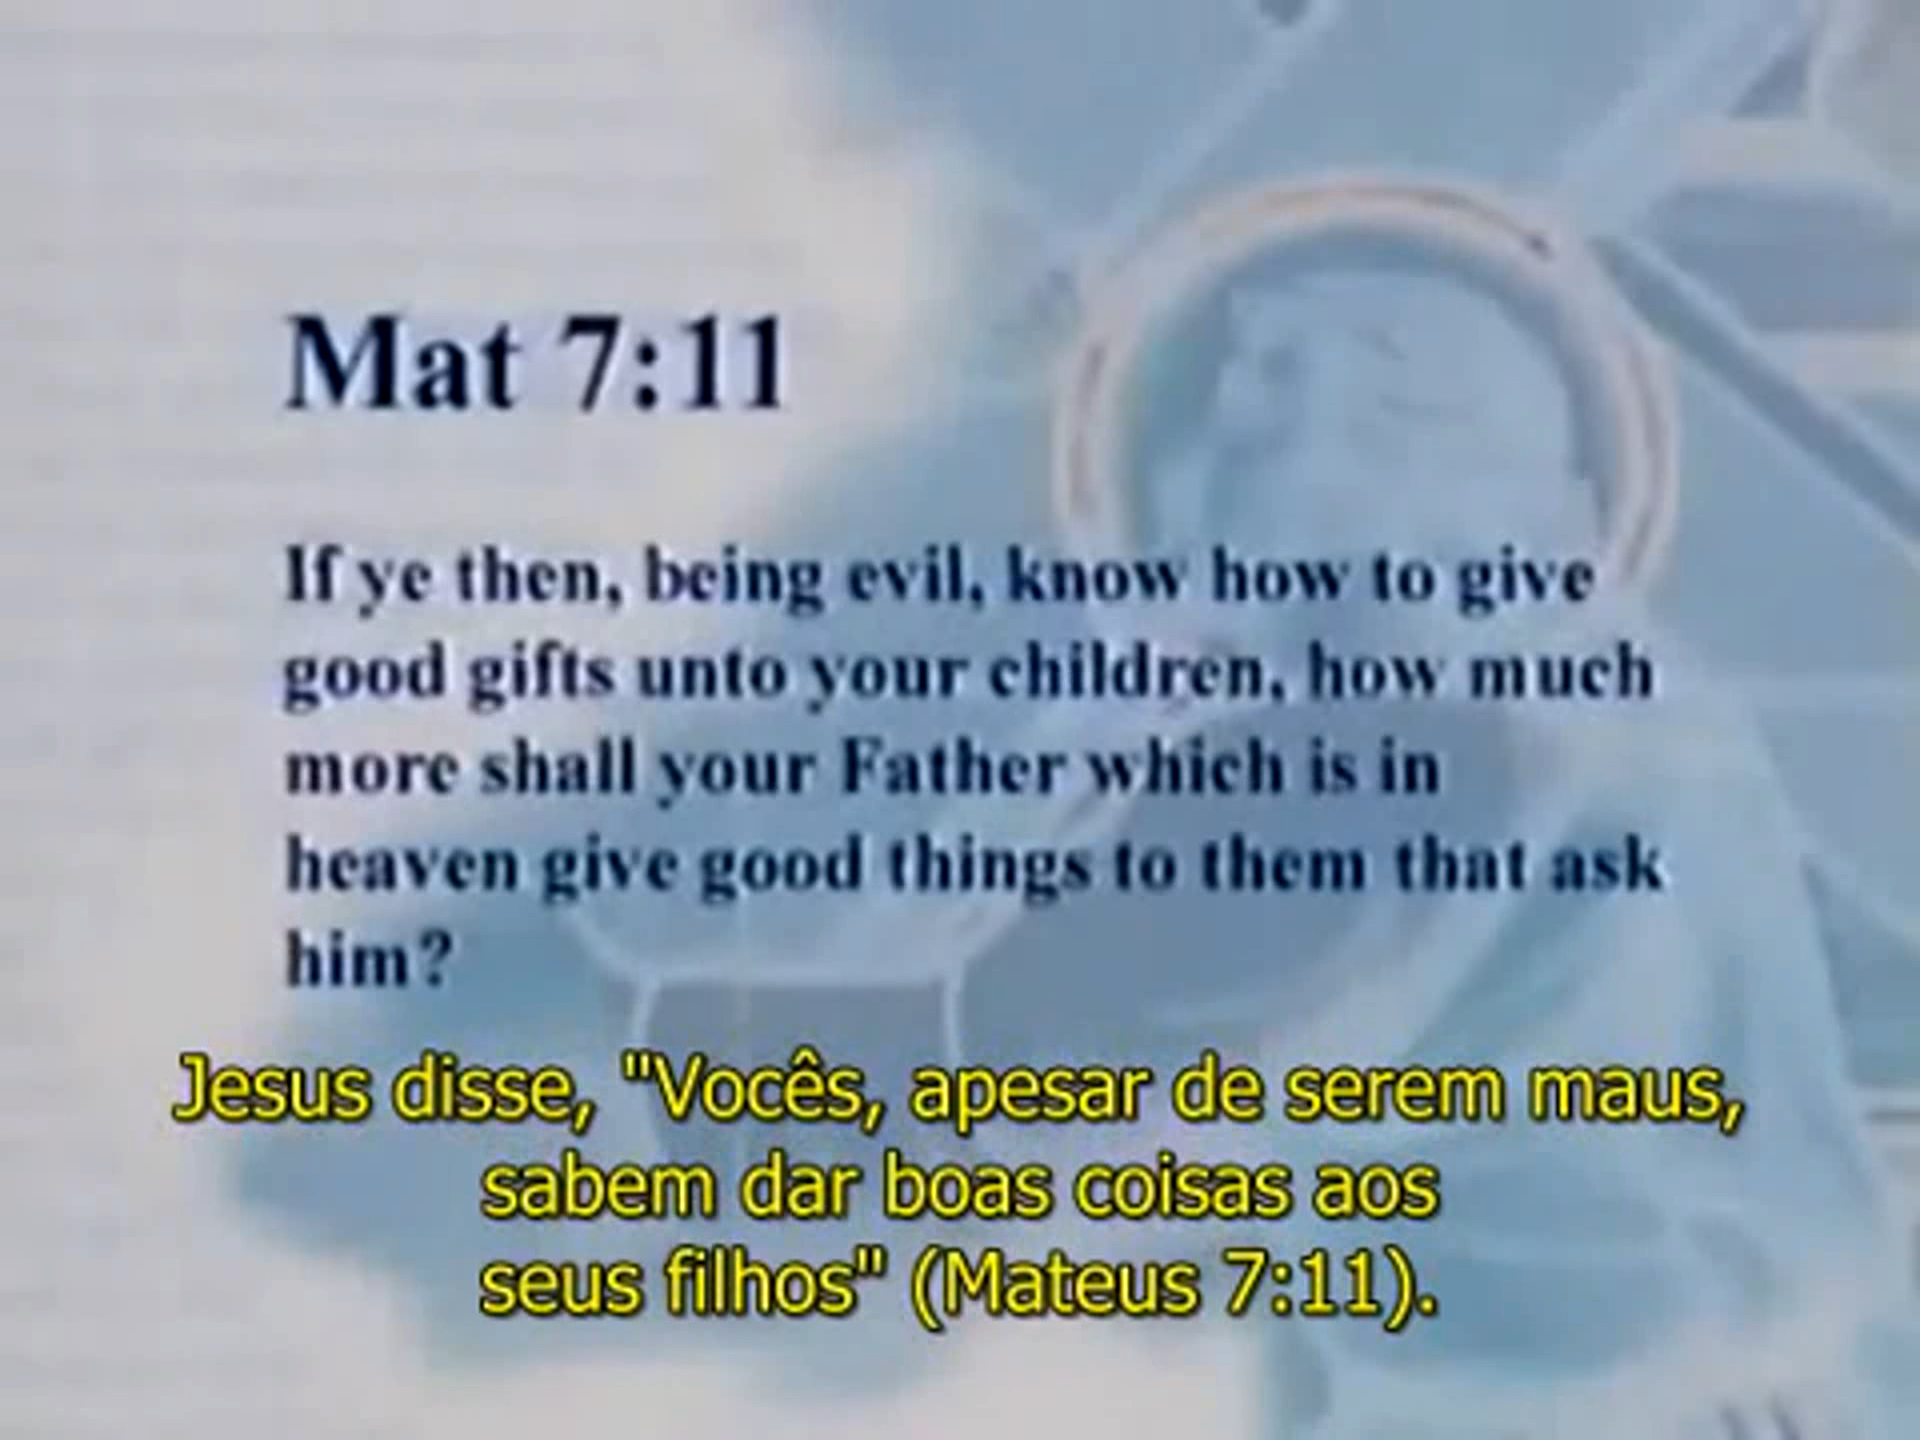 Mat 7:11
If ye then, being evil, know how to give
good gifts unto your children, how much
more shall your Father which is in
heaven give good things to them that ask
him?
Jesus disse, "Vocês, apesar de serem maus,
sabem dar boas coisas aos
seus filhos" (Mateus 7:11).